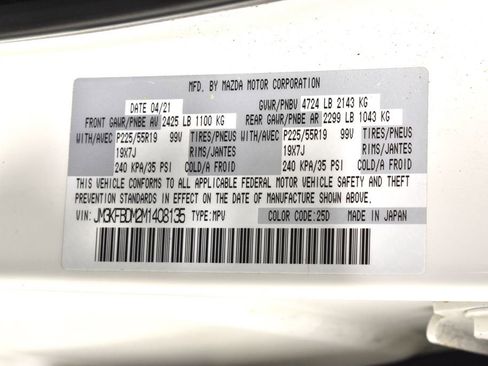 MFD. BY MAZDA MOTOR CORPORATION
DATE 04/21 GVWR/PNBV 4724 LB 2143 KG
FRONT GAWR/PNBE AV 2425 LB 1100 KG REAR GAWR/PNBE AR 2299 LB 1043 KG
WITH/AVEC P225/55R19 99V TIRES/PNEUS WITH/AVEC P225/55R19 99V TIRES/PNEUS
19X7J RIMS/JANTES 19X7J RIMS/JANTES
240 KPA/35 PSI COLD/A FROID 240 KPA/35 PSI COLD/A FROID
THIS VEHICLE CONFORMS TO ALL APPLICABLE FEDERAL MOTOR VEHICLE SAFETY AND THEFT
PREVENTION STANDARDS IN EFFECT ON THE DATE OF MANUFACTURE SHOWN ABOVE.
VIN: JM3KFBDM2M1408135 TYPE:MPV COLOR CODE:25D MADE IN JAPAN